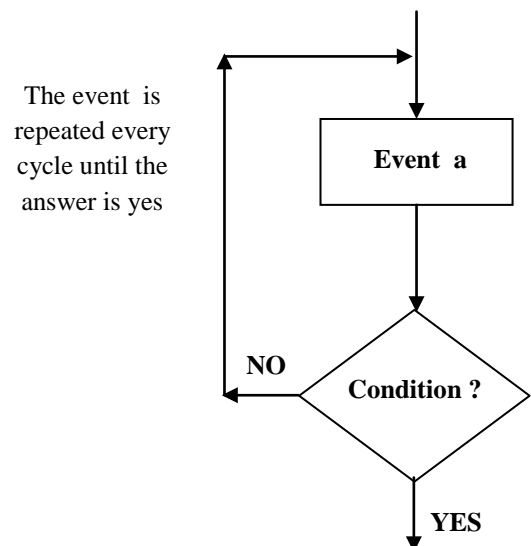 The event is
repeated every
cycle until the
answer is yes
Event a
NO
Condition ?
YES